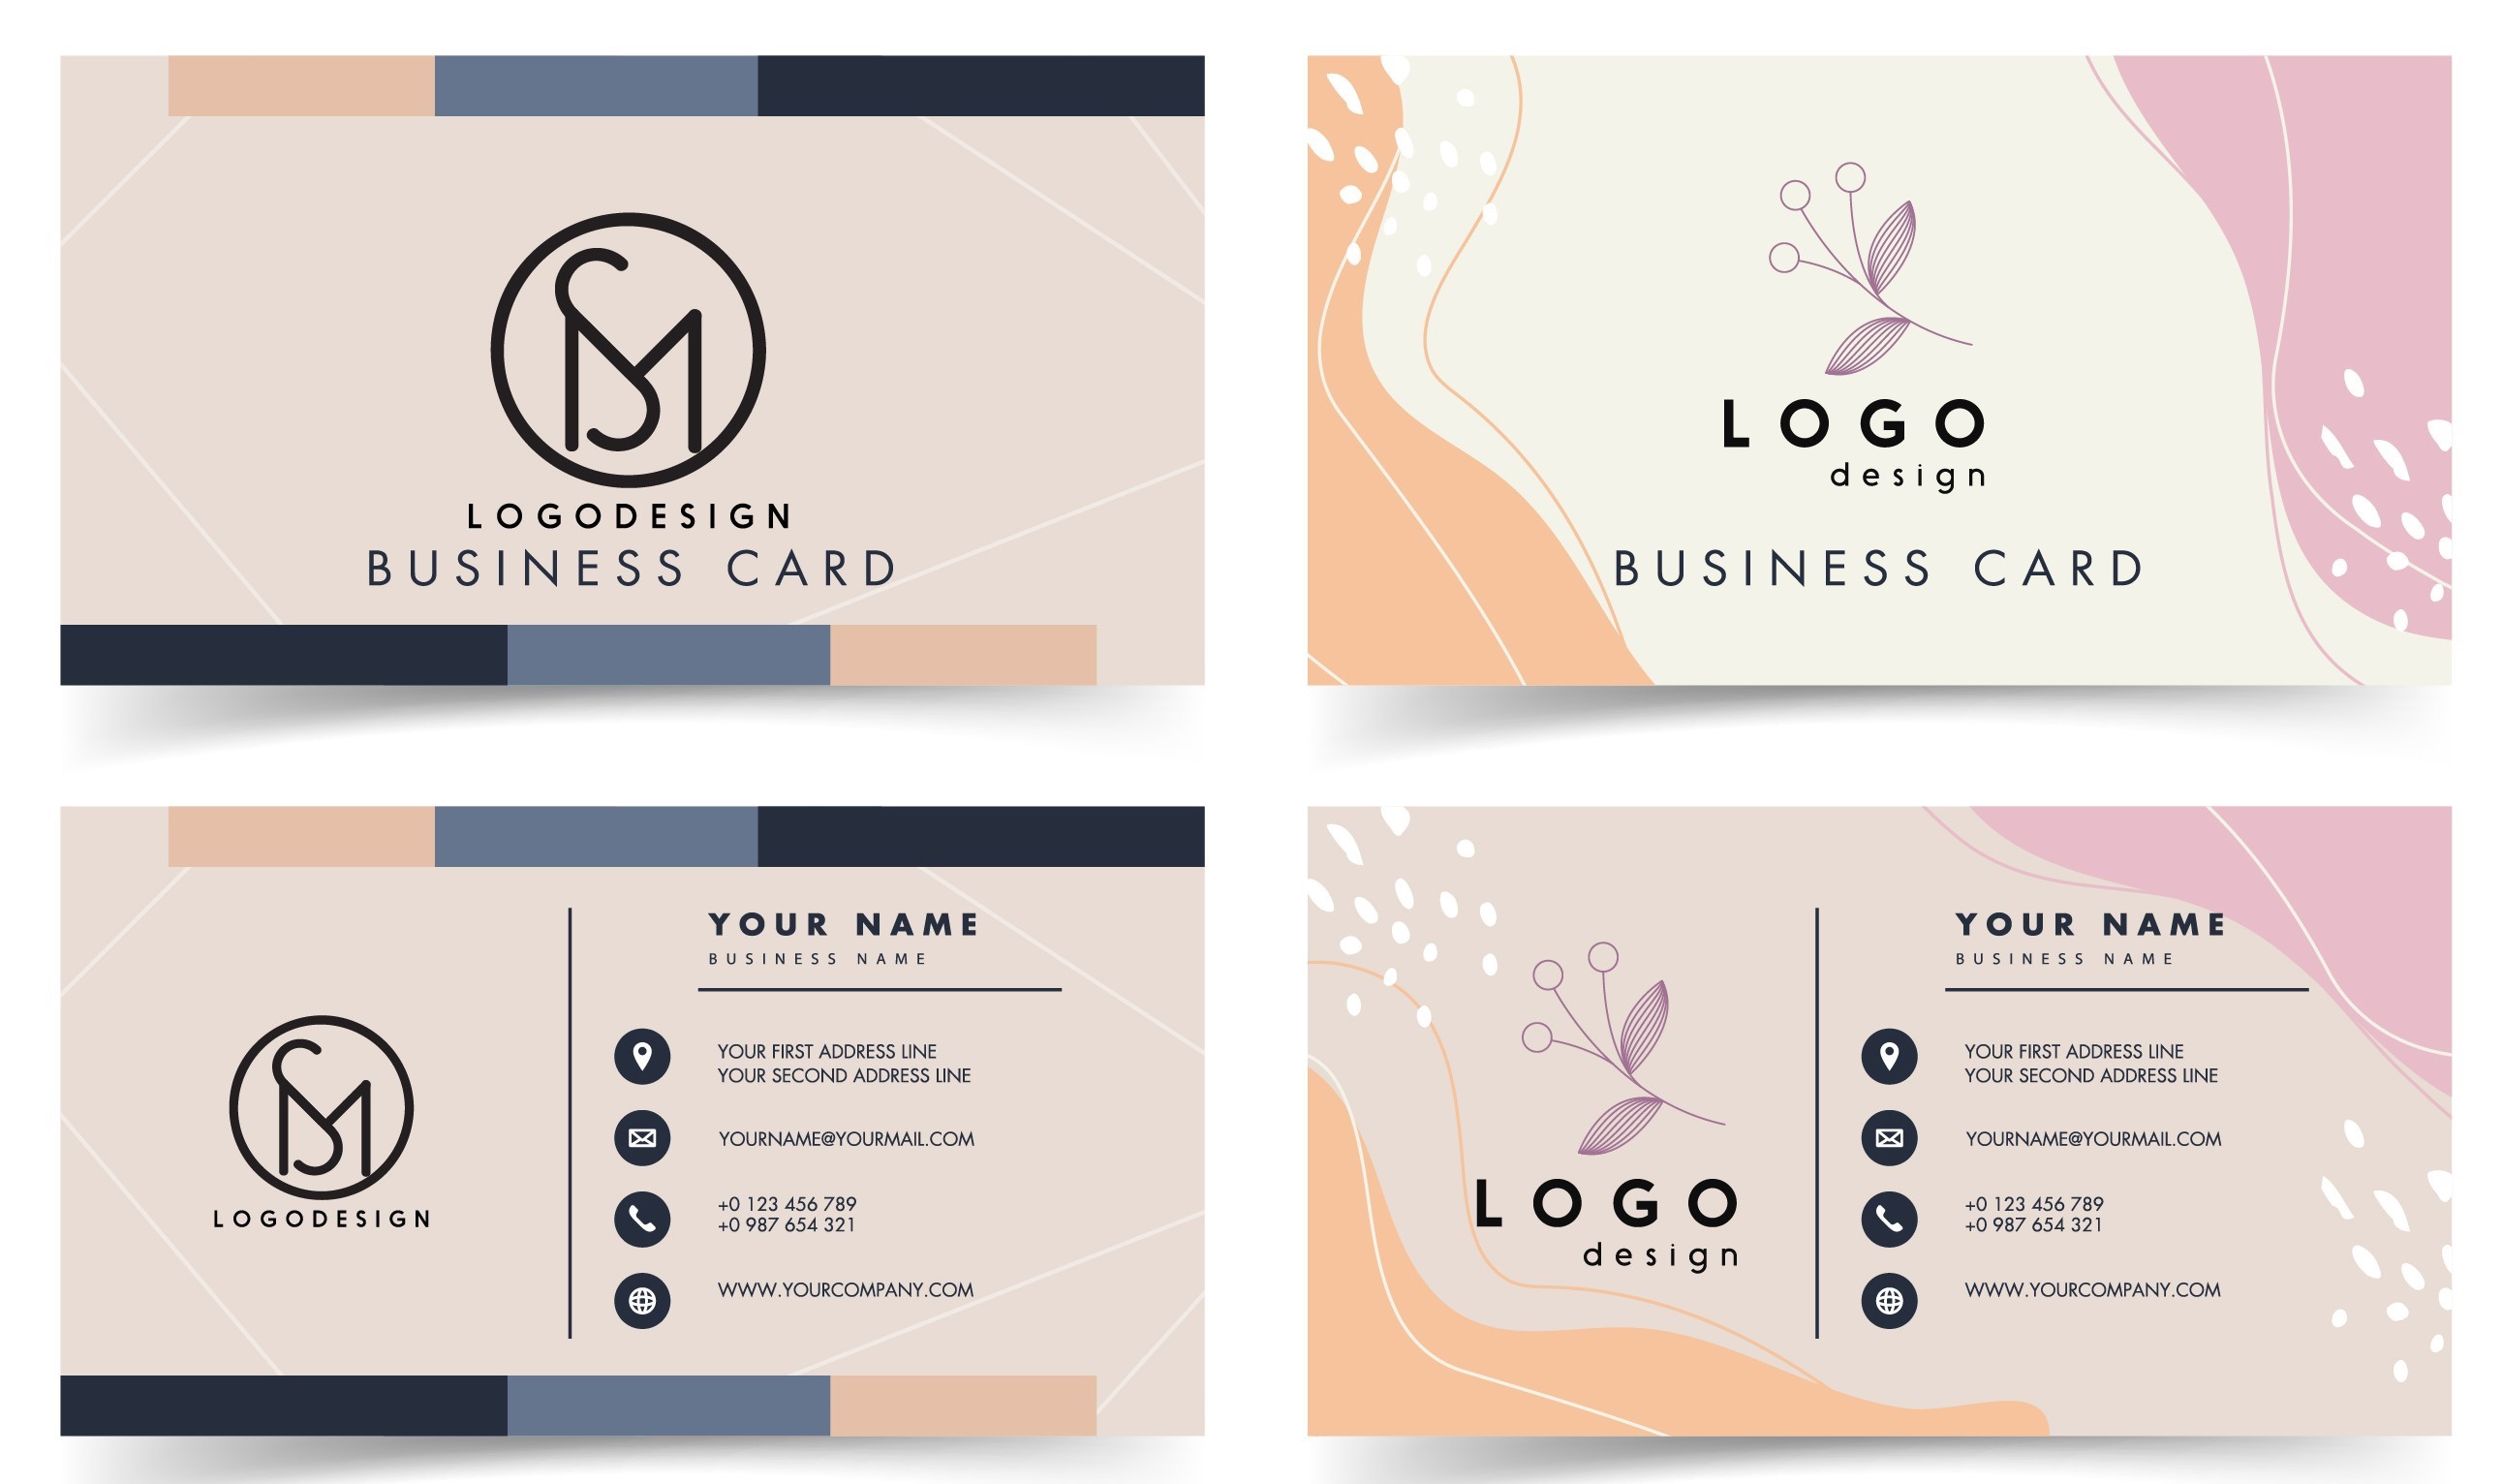 SM
LOGODESIGN
BUSINESS CARD
LOGO
design
BUSINESS CARD
SM
LOGODESIGN
YOUR NAME
BUSINESS NAME
YOUR FIRST ADDRESS LINE
YOUR SECOND ADDRESS LINE
YOURNAME@YOURMAIL.COM
+0 123 456 789
+0 987 654 321
WWW.YOURCOMPANY.COM
LOGO
design
YOUR NAME
BUSINESS NAME
YOUR FIRST ADDRESS LINE
YOUR SECOND ADDRESS LINE
YOURNAME@YOURMAIL.COM
+0 123 456 789
+0 987 654 321
WWW.YOURCOMPANY.COM